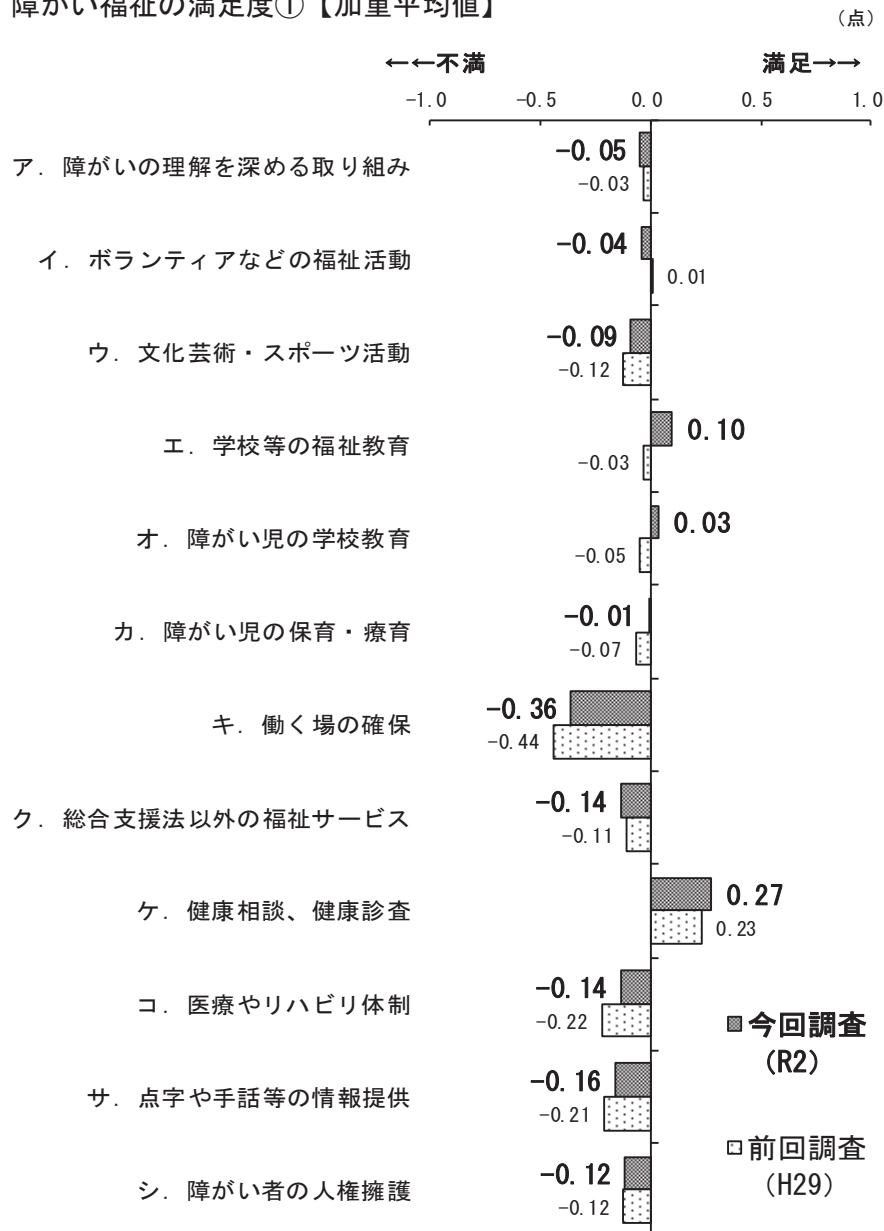 障がい福祉の満足度①【加重平均値】
（点）
←←不満 満足→→
-1.0 -0.5 0.0 0.5 1.0
ア．障がいの理解を深める取り組み
-0.05
-0.03
イ．ボランティアなどの福祉活動
-0.04
0.01
ウ．文化芸術・スポーツ活動
-0.09
-0.12
エ．学校等の福祉教育
0.10
-0.03
オ．障がい児の学校教育
0.03
-0.05
カ．障がい児の保育・療育
-0.01
-0.07
キ．働く場の確保
-0.36
-0.44
ク．総合支援法以外の福祉サービス
-0.14
-0.11
ケ．健康相談、健康診査
0.27
0.23
コ．医療やリハビリ体制
-0.14
-0.22
サ．点字や手話等の情報提供
-0.16
-0.21
シ．障がい者の人権擁護
-0.12
-0.12
今回調査
(R2)
前回調査
(H29)